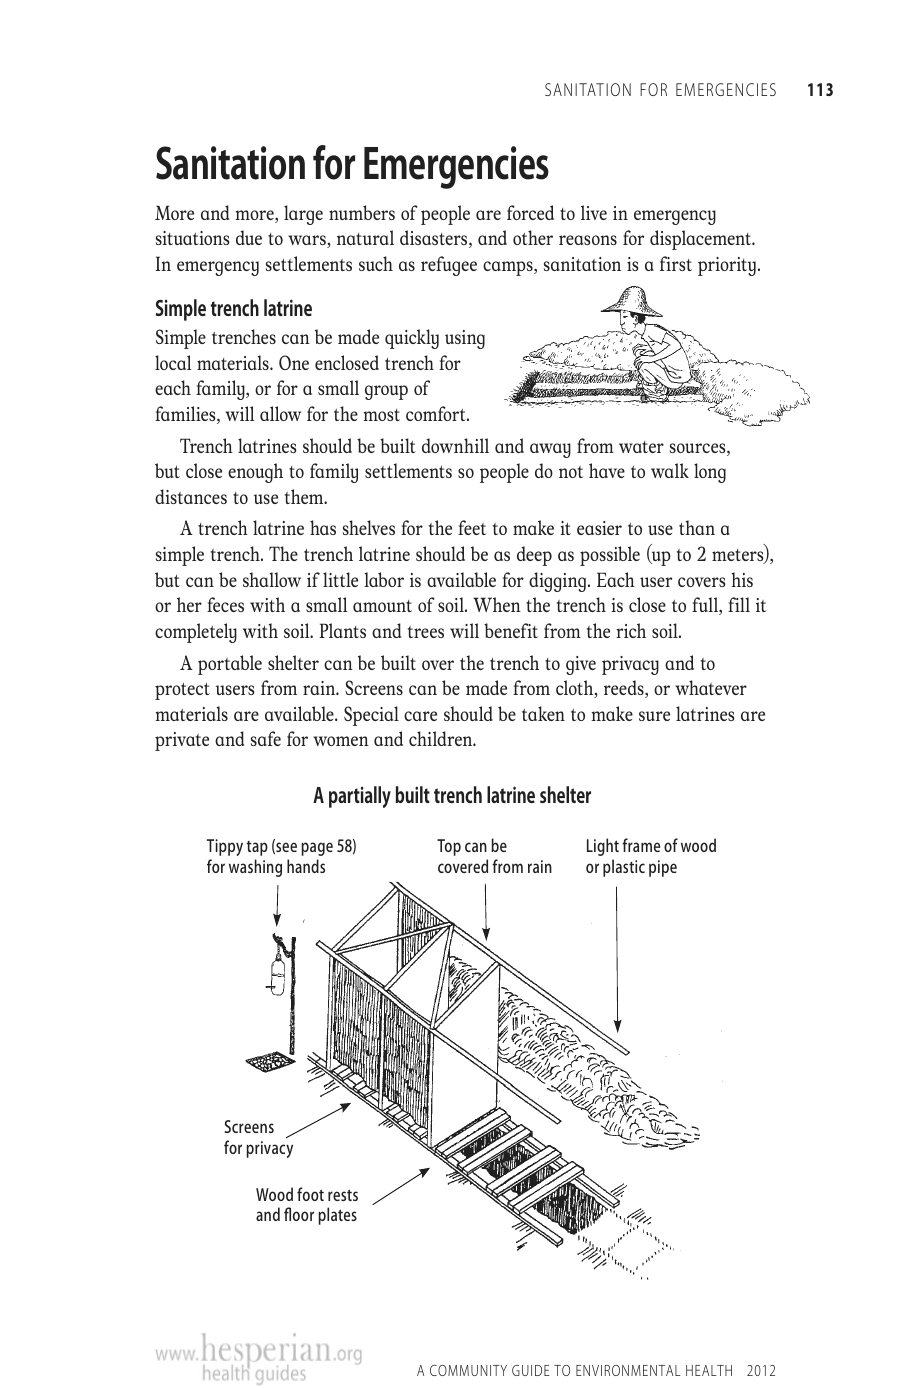 SANITATION FOR EMERGENCIES 113
Sanitation for Emergencies
More and more, large numbers of people are forced to live in emergency
situations due to wars, natural disasters, and other reasons for displacement.
In emergency settlements such as refugee camps, sanitation is a first priority.
Simple trench latrine
Simple trenches can be made quickly using
local materials. One enclosed trench for
each family, or for a small group of
families, will allow for the most comfort.
Trench latrines should be built downhill and away from water sources,
but close enough to family settlements so people do not have to walk long
distances to use them.
A trench latrine has shelves for the feet to make it easier to use than a
simple trench. The trench latrine should be as deep as possible (up to 2 meters),
but can be shallow if little labor is available for digging. Each user covers his
or her feces with a small amount of soil. When the trench is close to full, fill it
completely with soil. Plants and trees will benefit from the rich soil.
A portable shelter can be built over the trench to give privacy and to
protect users from rain. Screens can be made from cloth, reeds, or whatever
materials are available. Special care should be taken to make sure latrines are
private and safe for women and children.
A partially built trench latrine shelter
Tippy tap (see page 58)
for washing hands
Top can be
covered from rain
Light frame of wood
or plastic pipe
Screens
for privacy
Wood foot rests
and floor plates
www.hesperian.org
health guides
A COMMUNITY GUIDE TO ENVIRONMENTAL HEALTH 2012